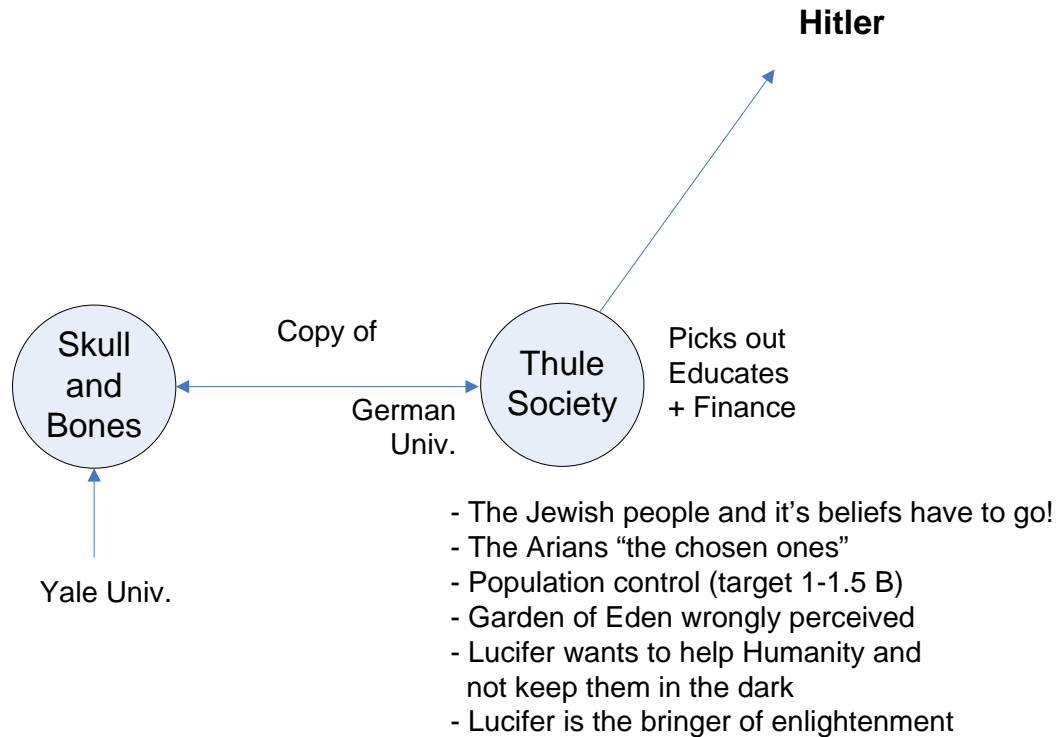 Hitler
Skull
and
Bones
Copy of
German
Univ.
Thule
Society
Picks out
Educates
+ Finance
Yale Univ.
- The Jewish people and it's beliefs have to go!
- The Arians “the chosen ones”
- Population control (target 1-1.5 B)
- Garden of Eden wrongly perceived
- Lucifer wants to help Humanity and
not keep them in the dark
- Lucifer is the bringer of enlightenment